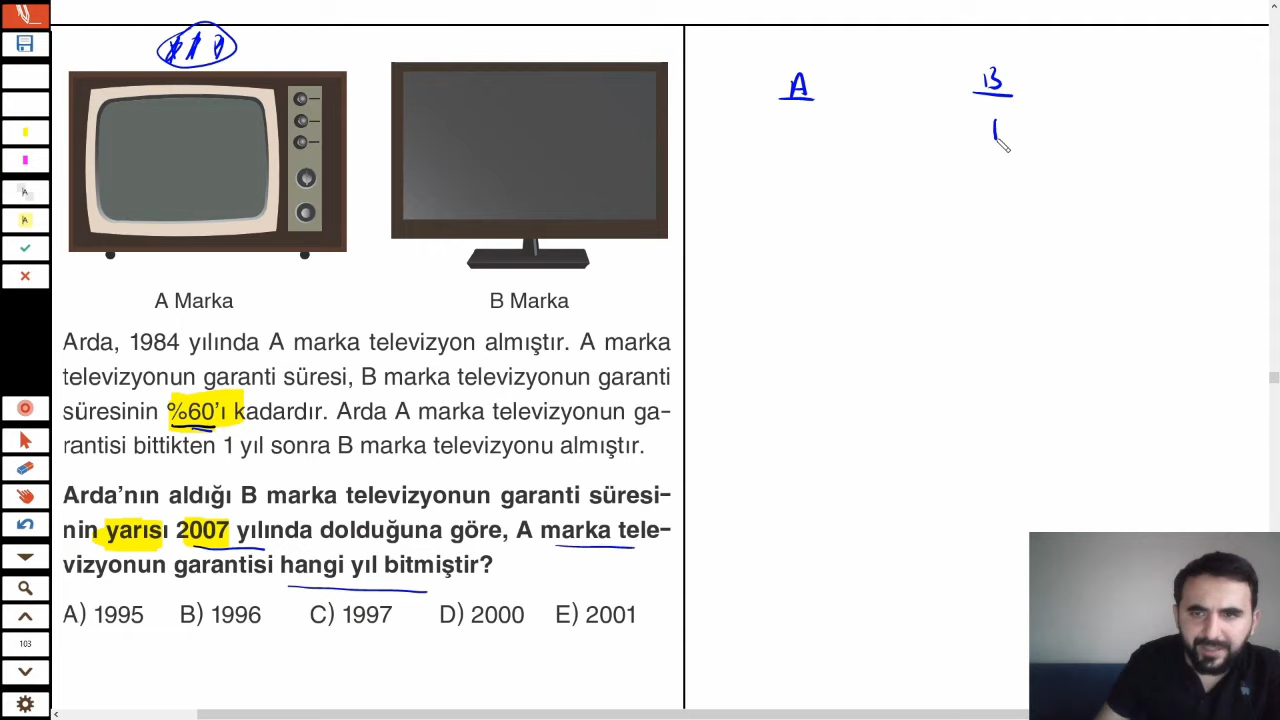 A B
A Marka B Marka
Arda, 1984 yılında A marka televizyon almıştır. A marka
televizyonun garanti süresi, B marka televizyonun garanti
süresinin %60’ı kadardır. Arda A marka televizyonun ga-
rantisi bittikten 1 yıl sonra B marka televizyonu almıştır.
Arda’nın aldığı B marka televizyonun garanti süresi-
nin yarısı 2007 yılında dolduğuna göre, A marka tele-
vizyonun garantisi hangi yıl bitmiştir?
A) 1995 B) 1996 C) 1997 D) 2000 E) 2001
103